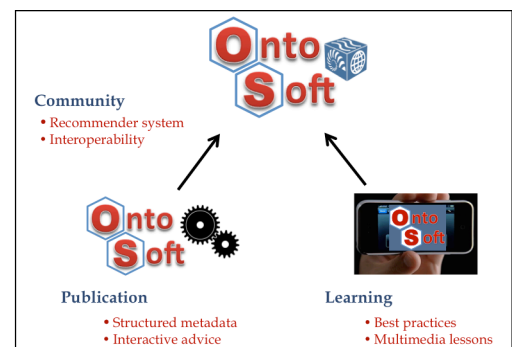 Onto
Soft
Community
• Recommender system
• Interoperability
Onto
Soft
Onto
Soft
Publication
• Structured metadata
• Interactive advice
Learning
• Best practices
• Multimedia lessons